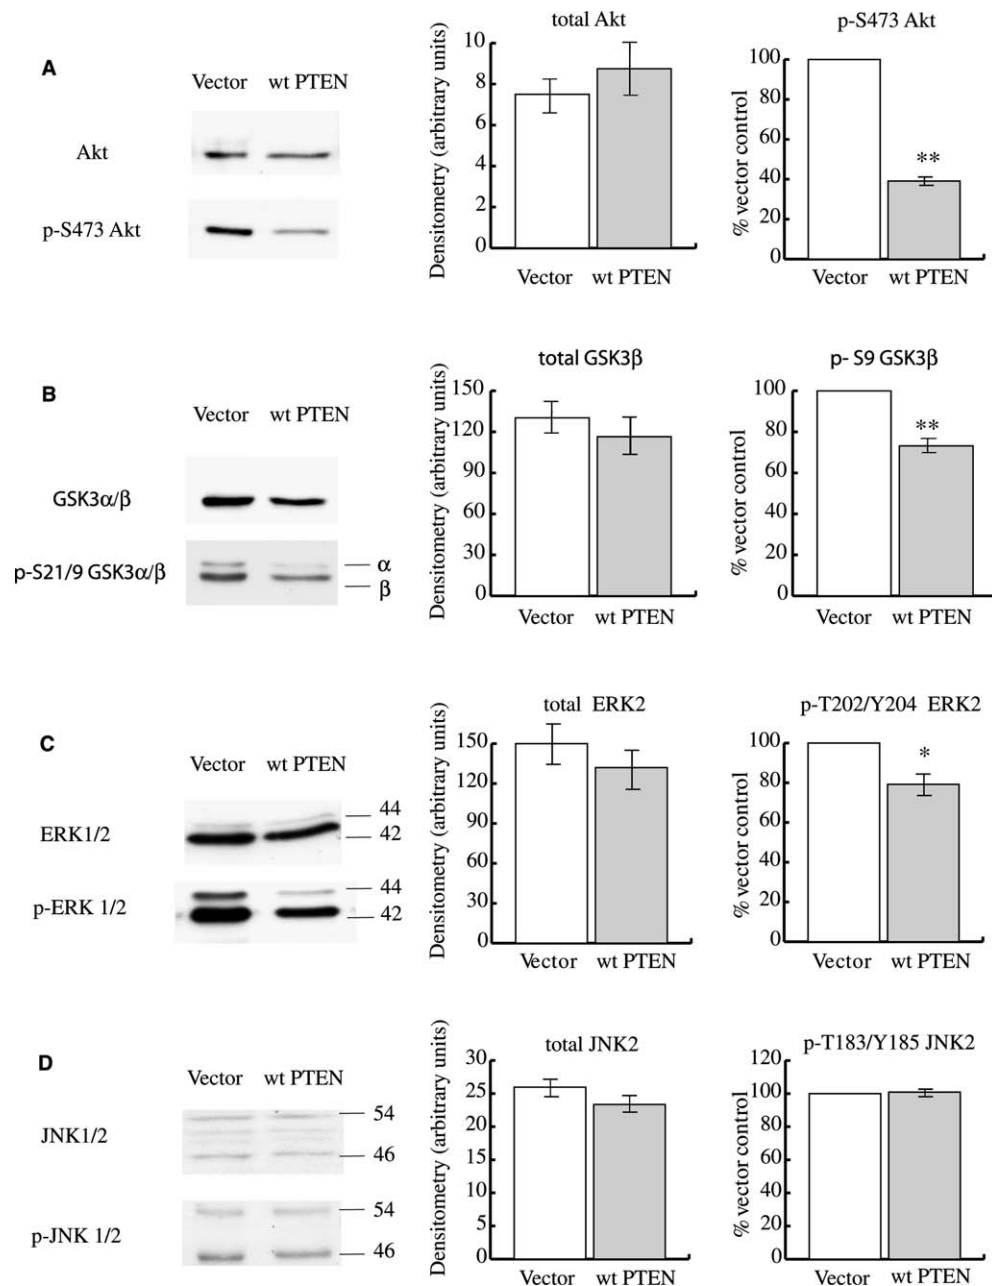 A
Vector wt PTEN
Akt
p-S473 Akt
total Akt
Densitometry (arbitrary units)
10
8
6
4
2
0
Vector wt PTEN
p-S473 Akt
% vector control
100
80
60
40
20
0
**
Vector wt PTEN
B
Vector wt PTEN
GSK3α/β
p-S21/9 GSK3α/β
α
β
total GSK3β
Densitometry (arbitrary units)
150
120
90
60
30
0
Vector wt PTEN
p- S9 GSK3β
% vector control
100
80
60
40
20
0
**
Vector wt PTEN
C
Vector wt PTEN
ERK1/2
44
42
p-ERK 1/2
44
42
total ERK2
Densitometry (arbitrary units)
150
120
90
60
30
0
Vector wt PTEN
p-T202/Y204 ERK2
% vector control
100
80
60
40
20
0
*
Vector wt PTEN
D
Vector wt PTEN
JNK1/2
54
46
p-JNK 1/2
54
46
total JNK2
Densitometry (arbitrary units)
30
25
20
15
10
5
0
Vector wt PTEN
p-T183/Y185 JNK2
% vector control
120
100
80
60
40
20
0
Vector wt PTEN